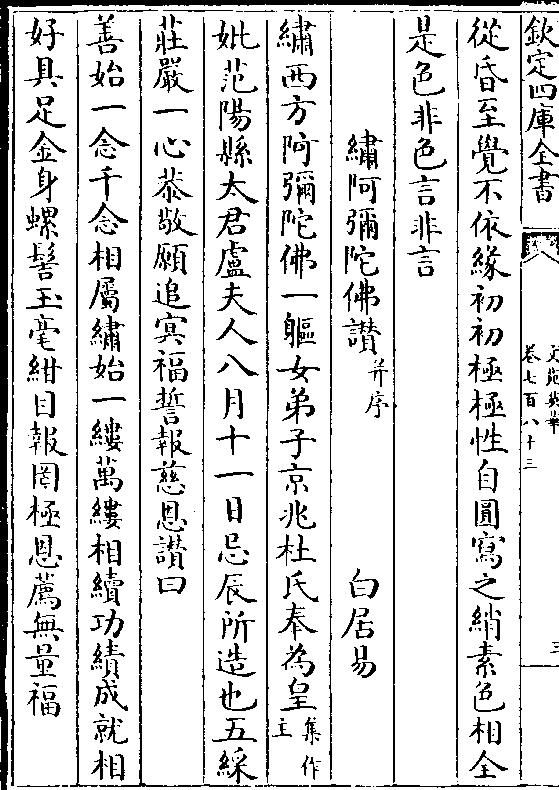 欽定四庫全書
文苑英華
卷七百八十三
三
從昏至覺不依緣初初極極性自圓寫之綃素色相全
是色非色言非言
繡阿彌陀佛讚并序
白居易
繡西方阿彌陀佛一軀女弟子京兆杜氏奉為皇集作主
妣范陽縣太君盧夫人八月十一日忌辰所造也五綵
莊嚴一心恭敬願追冥福誓報慈恩讚曰
善始一念千念相屬繡始一縷萬縷相續功績成就相
好具足金身螺髻玉毫紺目報罔極恩薦無量福